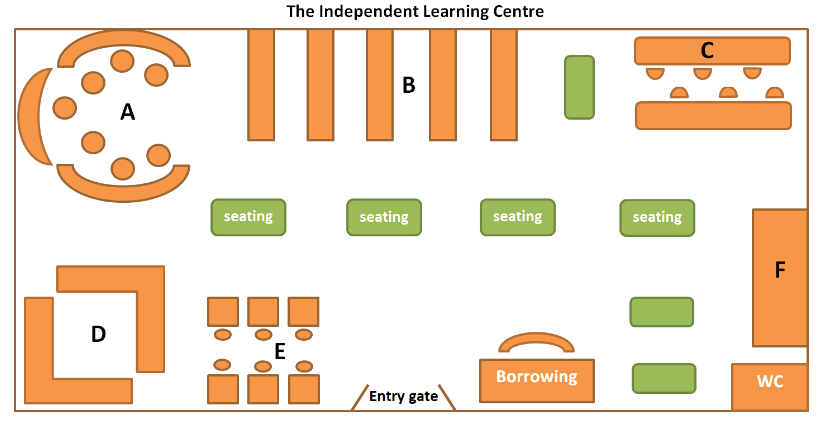 The Independent Learning Centre
A
B
C
seating
seating
seating
seating
F
D
E
Borrowing
Entry gate
WC